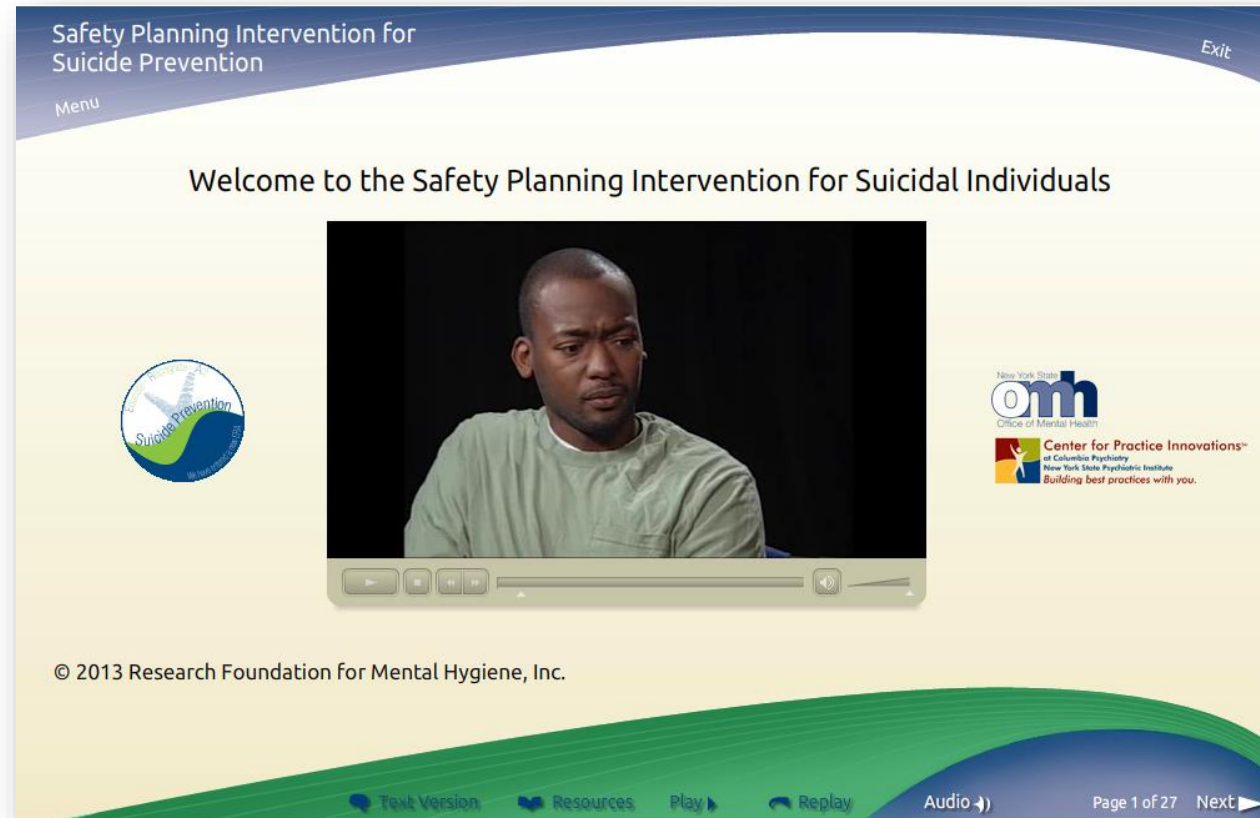 Safety Planning Intervention for
Suicide Prevention
Exit
Menu
Welcome to the Safety Planning Intervention for Suicidal Individuals
Suicide Prevention
New York State
omh
Office of Mental Health
Center for Practice Innovations℠
at Columbia Psychiatry
New York State Psychiatric Institute
Building best practices with you.
© 2013 Research Foundation for Mental Hygiene, Inc.
Text Version Resources Play Replay Audio Page 1 of 27 Next